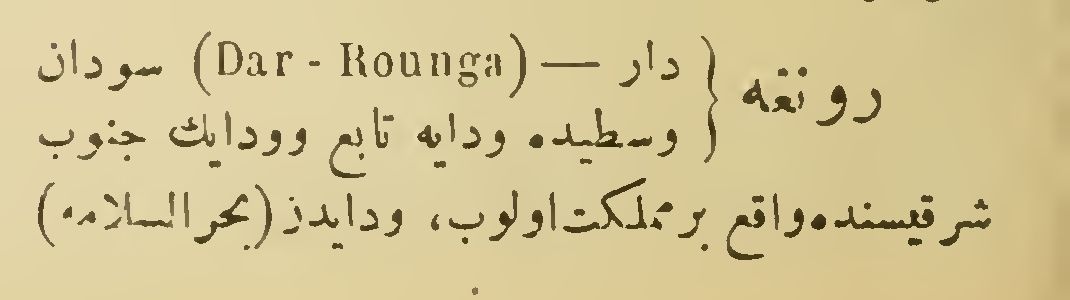 رونغه { دار — (Dar - Rounga) سودان
وسطیده ودایه تابع وودایك جنوب
شرقیسنده‌واقع بر مملکت اولوب، ودایدن (بحر السلامه)